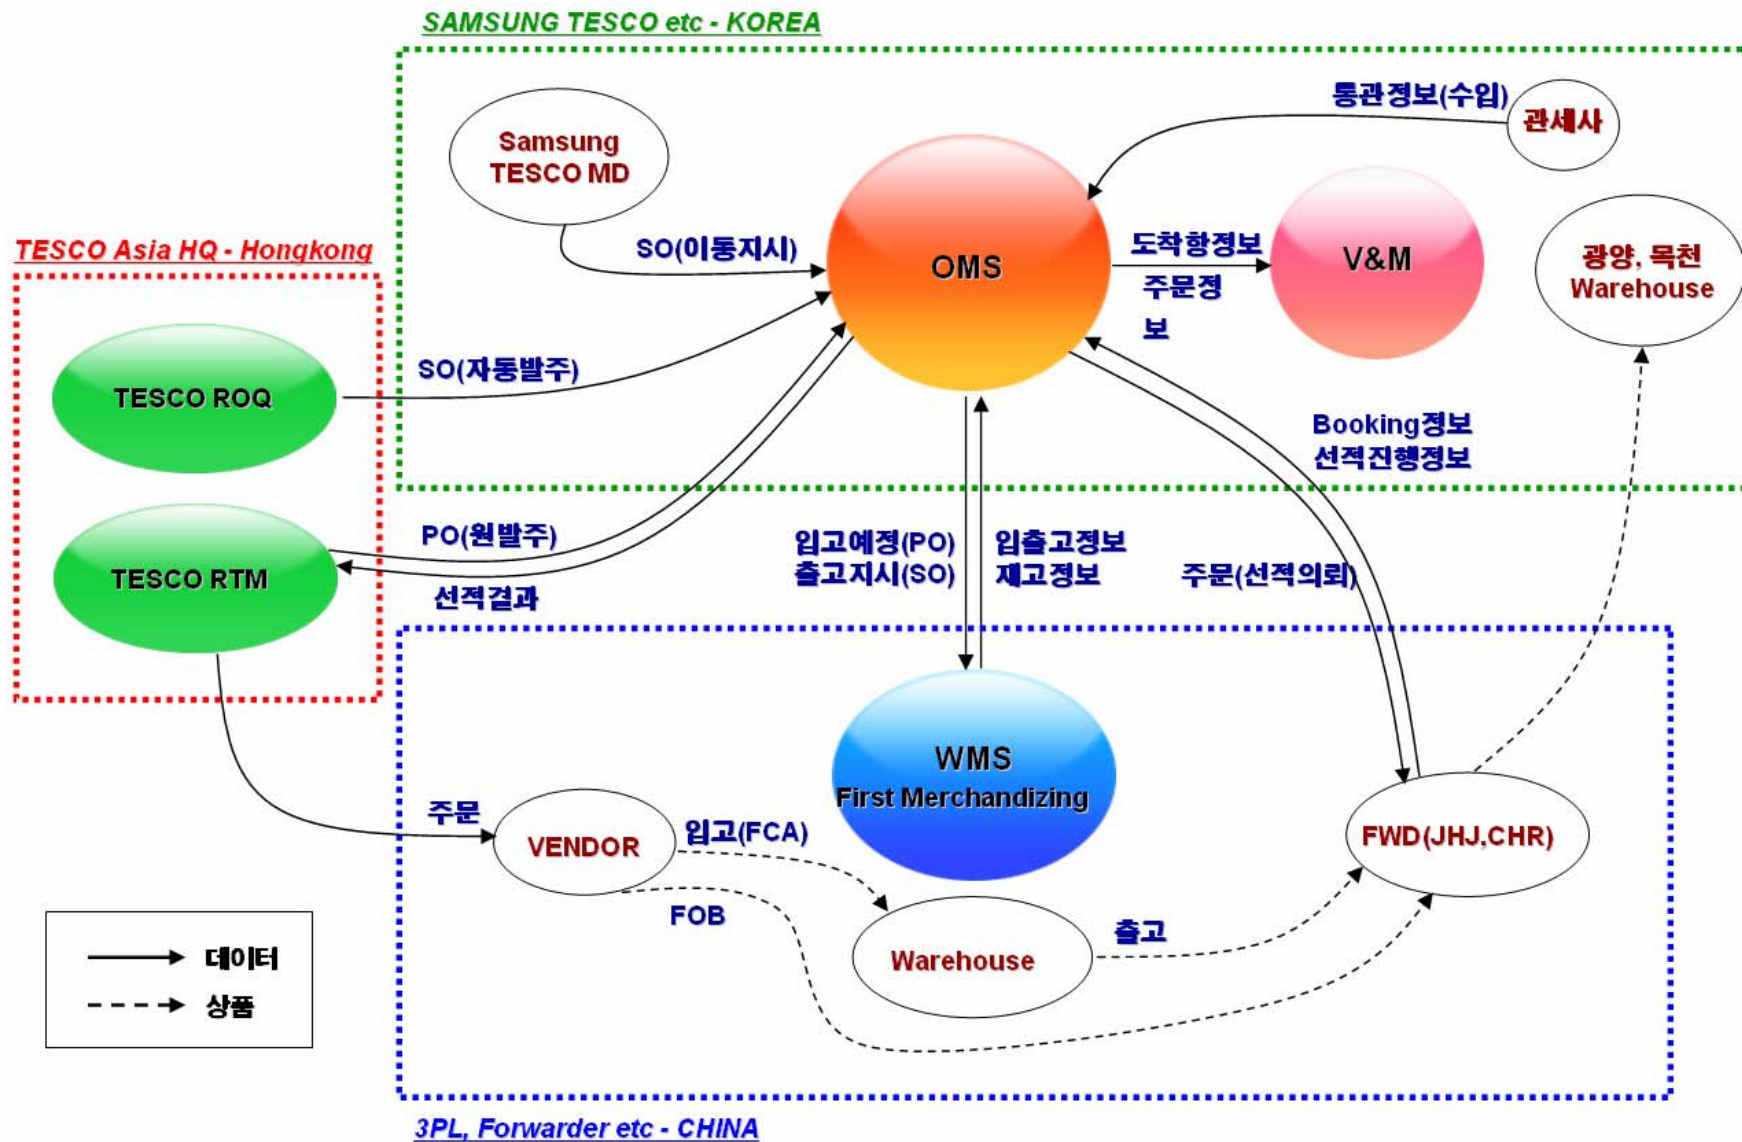 SAMSUNG TESCO etc - KOREA
통관정보(수입)
관세사
Samsung
TESCO MD
SO(이동지시)
OMS
도착항정보
주문정
보
V&M
광양, 목천
Warehouse
TESCO Asia HQ - Hongkong
TESCO ROQ
SO(자동발주)
Booking정보
선적진행정보
TESCO RTM
PO(원발주)
선적결과
입고예정(PO)
출고지시(SO)
입출고정보
재고정보
주문(선적의뢰)
WMS
First Merchandizing
주문
VENDOR
입고(FCA)
FOB
Warehouse
출고
FWD(JHJ,CHR)
데이터
상품
3PL, Forwarder etc - CHINA